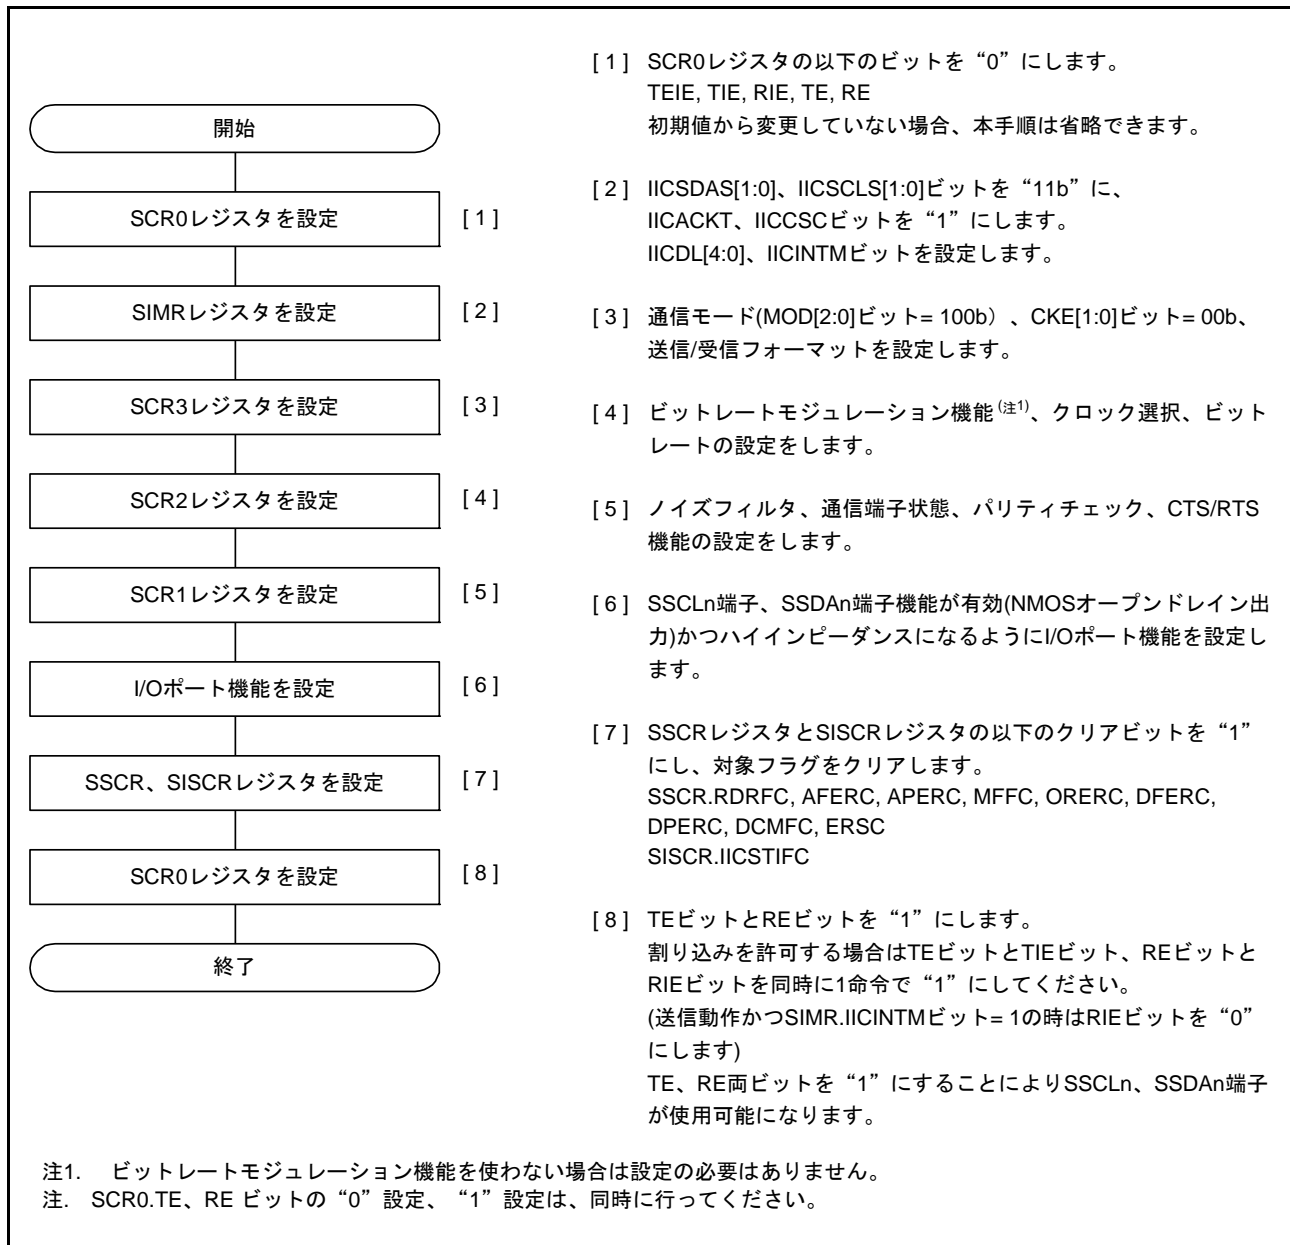 開始
SCR0レジスタを設定
[ 1 ]
SIMRレジスタを設定
[ 2 ]
SCR3レジスタを設定
[ 3 ]
SCR2レジスタを設定
[ 4 ]
SCR1レジスタを設定
[ 5 ]
I/Oポート機能を設定
[ 6 ]
SSCR、SISCRレジスタを設定
[ 7 ]
SCR0レジスタを設定
[ 8 ]
終了
[ 1 ] SCR0レジスタの以下のビットを“0”にします。
TEIE, TIE, RIE, TE, RE
初期値から変更していない場合、本手順は省略できます。
[ 2 ] IICSDAS[1:0]、IICSCLS[1:0]ビットを“11b”に、
IICACKT、IICCSCビットを“1”にします。
IICDL[4:0]、IICINTMビットを設定します。
[ 3 ] 通信モード(MOD[2:0]ビット= 100b）、CKE[1:0]ビット= 00b、
送信/受信フォーマットを設定します。
[ 4 ] ビットレートモジュレーション機能(注1)、クロック選択、ビット
レートの設定をします。
[ 5 ] ノイズフィルタ、通信端子状態、パリティチェック、CTS/RTS
機能の設定をします。
[ 6 ] SSCLn端子、SSDAn端子機能が有効(NMOSオープンドレイン出
力)かつハイインピーダンスになるようにI/Oポート機能を設定し
ます。
[ 7 ] SSCRレジスタとSISCRレジスタの以下のクリアビットを“1”
にし、対象フラグをクリアします。
SSCR.RDRFC, AFERC, APERC, MFFC, ORERC, DFERC,
DPERC, DCMFC, ERSC
SISCR.IICSTIFC
[ 8 ] TEビットとREビットを“1”にします。
割り込みを許可する場合はTEビットとTIEビット、REビットと
RIEビットを同時に1命令で“1”にしてください。
(送信動作かつSIMR.IICINTMビット= 1の時はRIEビットを“0”
にします)
TE、RE両ビットを“1”にすることによりSSCLn、SSDAn端子
が使用可能になります。
注1. ビットレートモジュレーション機能を使わない場合は設定の必要はありません。
注. SCR0.TE、RE ビットの“0”設定、“1”設定は、同時に行ってください。